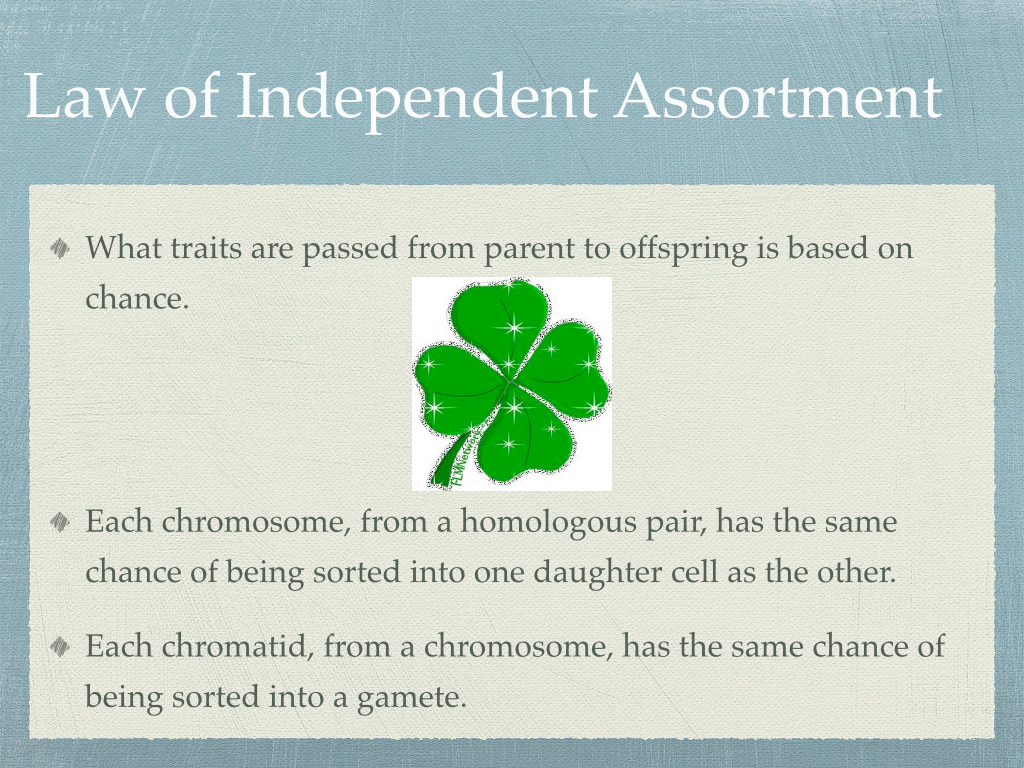 Law of Independent Assortment
What traits are passed from parent to offspring is based on
chance.
FLMNetwork
Each chromosome, from a homologous pair, has the same
chance of being sorted into one daughter cell as the other.
Each chromatid, from a chromosome, has the same chance of
being sorted into a gamete.